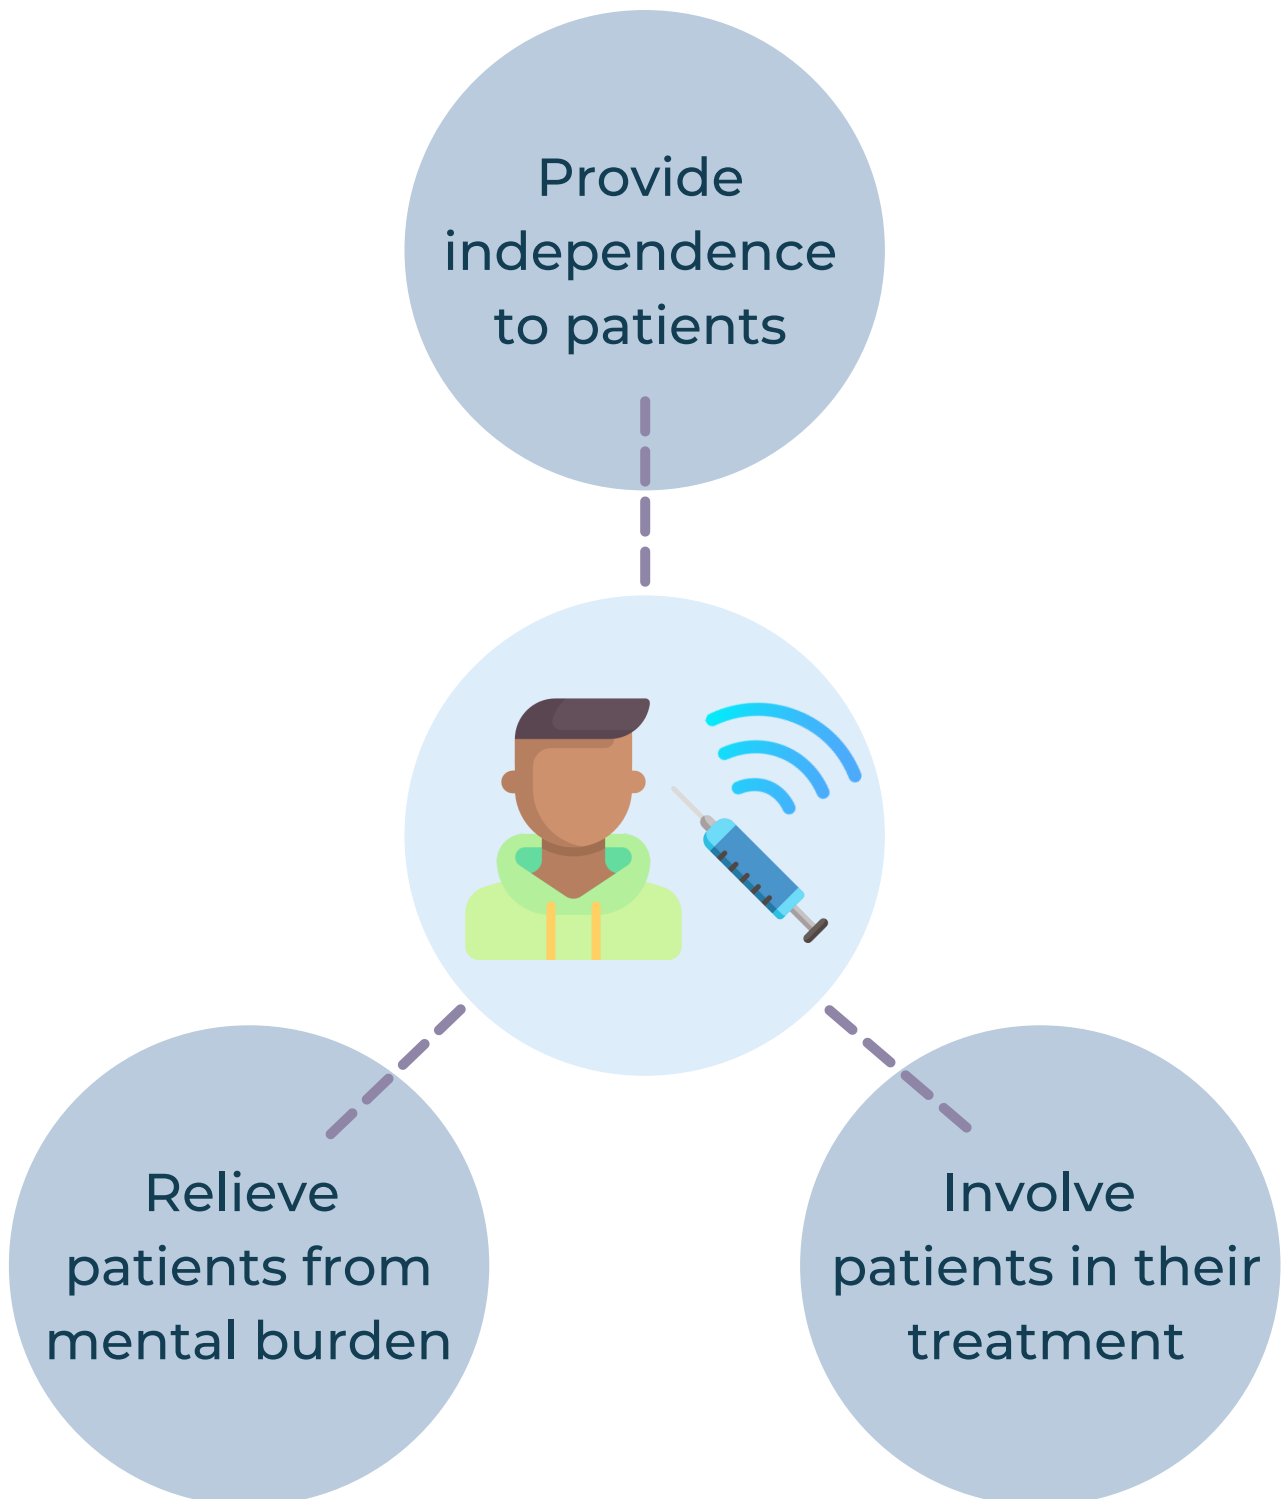 Provide
independence
to patients
Relieve
patients from
mental burden
Involve
patients in their
treatment